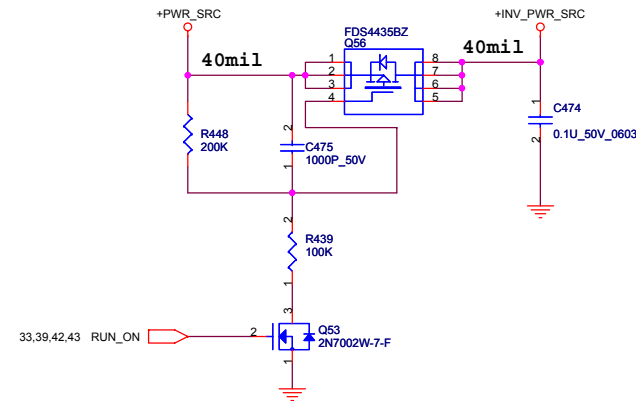 +PWR_SRC
+INV_PWR_SRC
FDS4435BZ
Q56
40mil
40mil
1
2
3
4
8
7
6
5
R448
200K
2
C475
1000P_50V
1
1
C474
0.1U_50V_0603
2
2
R439
100K
1
3
33,39,42,43 RUN_ON
2
Q53
2N7002W-7-F
1